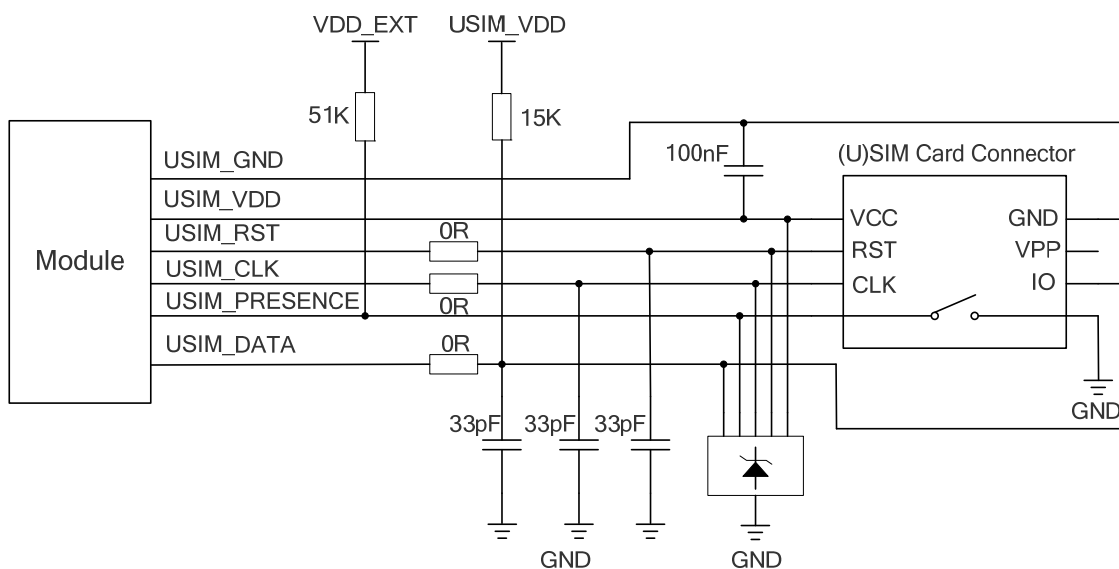 VDD_EXT
USIM_VDD
51K
15K
USIM_GND
100nF
(U)SIM Card Connector
USIM_VDD
VCC
GND
USIM_RST
0R
RST
VPP
Module
USIM_CLK
CLK
IO
USIM_PRESENCE
0R
USIM_DATA
0R
GND
33pF
33pF
33pF
GND
GND